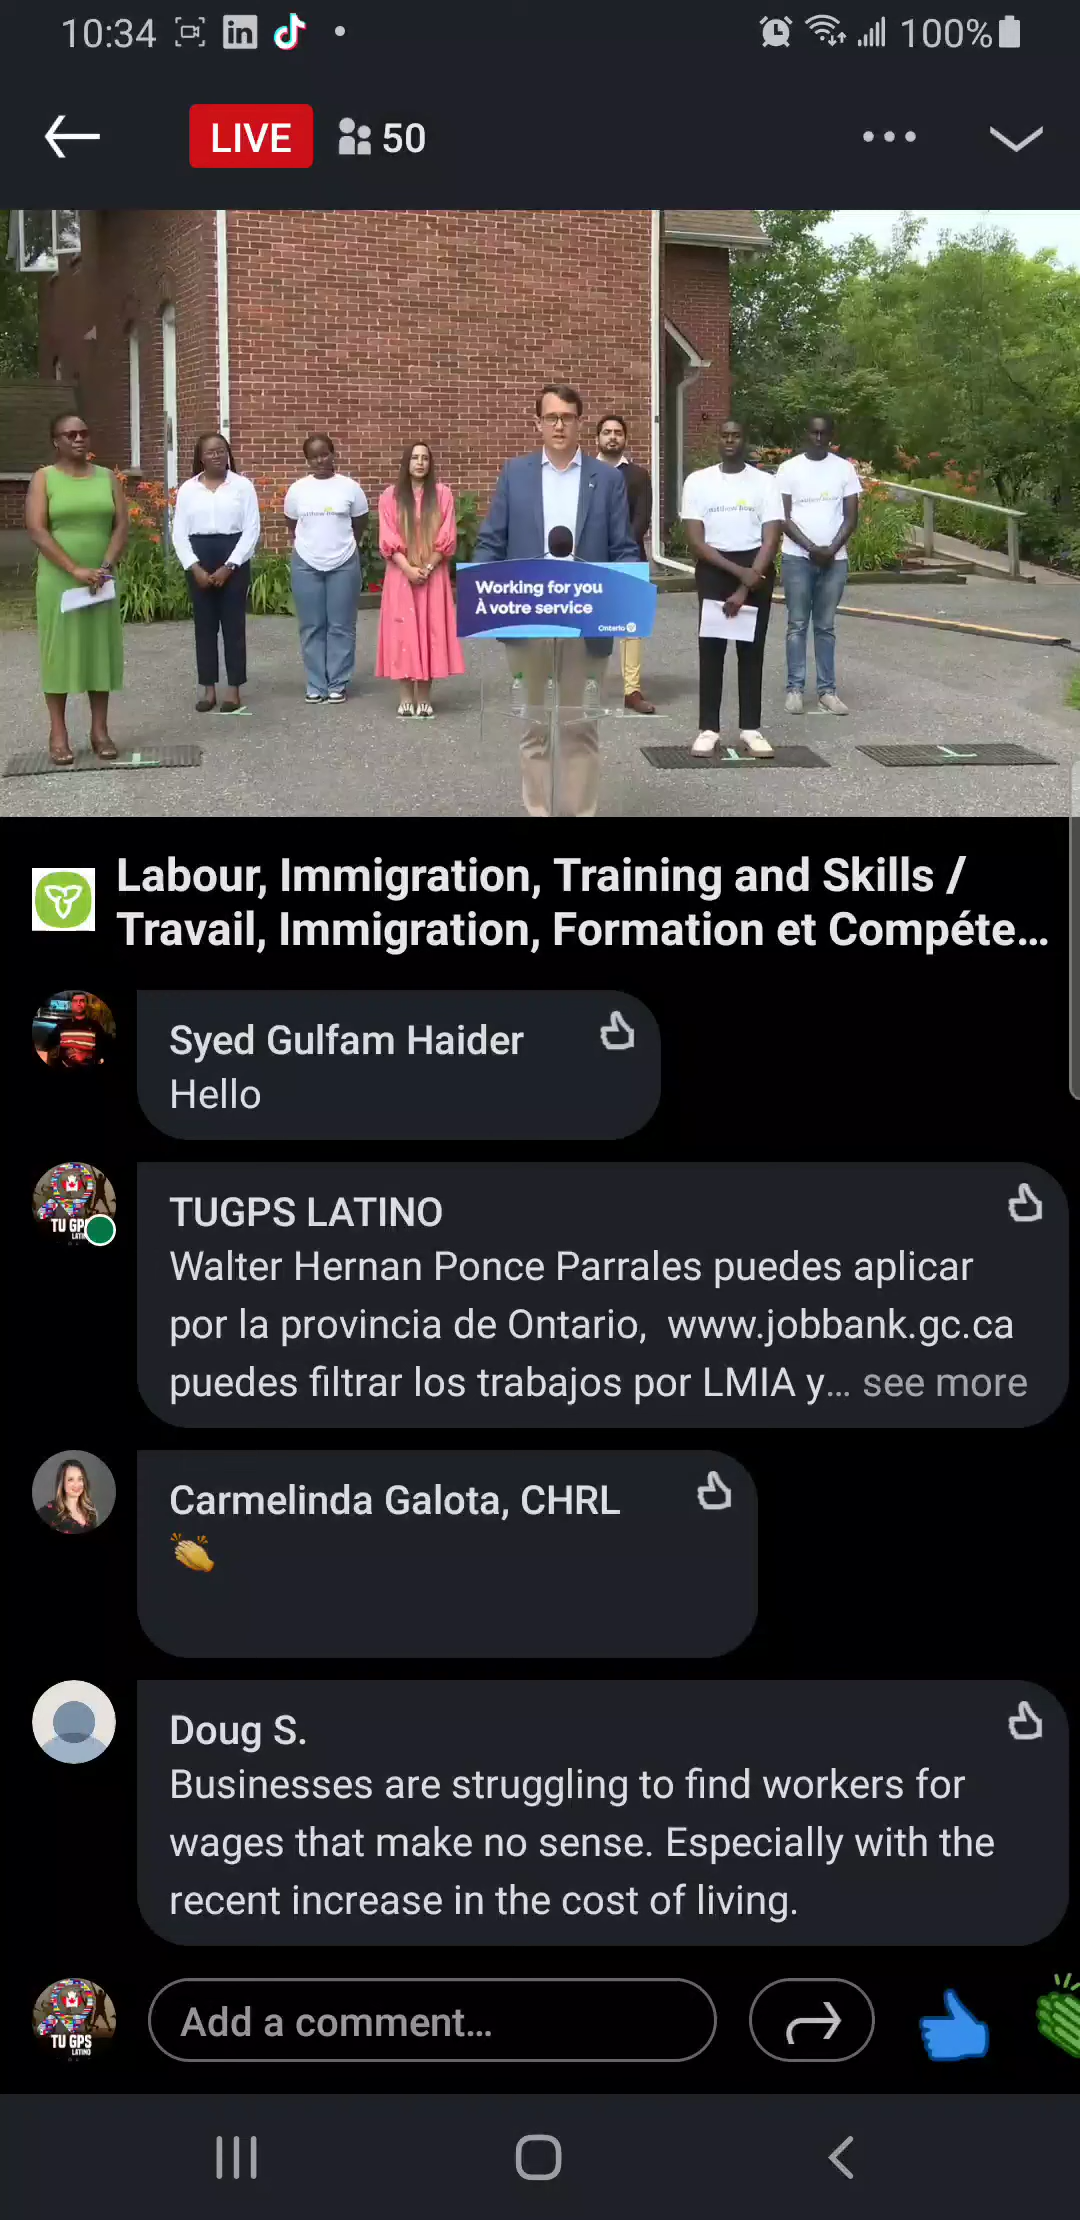 10:34
100%
LIVE
50
Working for you
À votre service
Ontario
Labour, Immigration, Training and Skills /
Travail, Immigration, Formation et Compéte...
Syed Gulfam Haider
Hello
TUGPS LATINO
Walter Hernan Ponce Parrales puedes aplicar
por la provincia de Ontario, www.jobbank.gc.ca
puedes filtrar los trabajos por LMIA y... see more
Carmelinda Galota, CHRL
👏
Doug S.
Businesses are struggling to find workers for
wages that make no sense. Especially with the
recent increase in the cost of living.
TU GPS
LATINO
Add a comment...